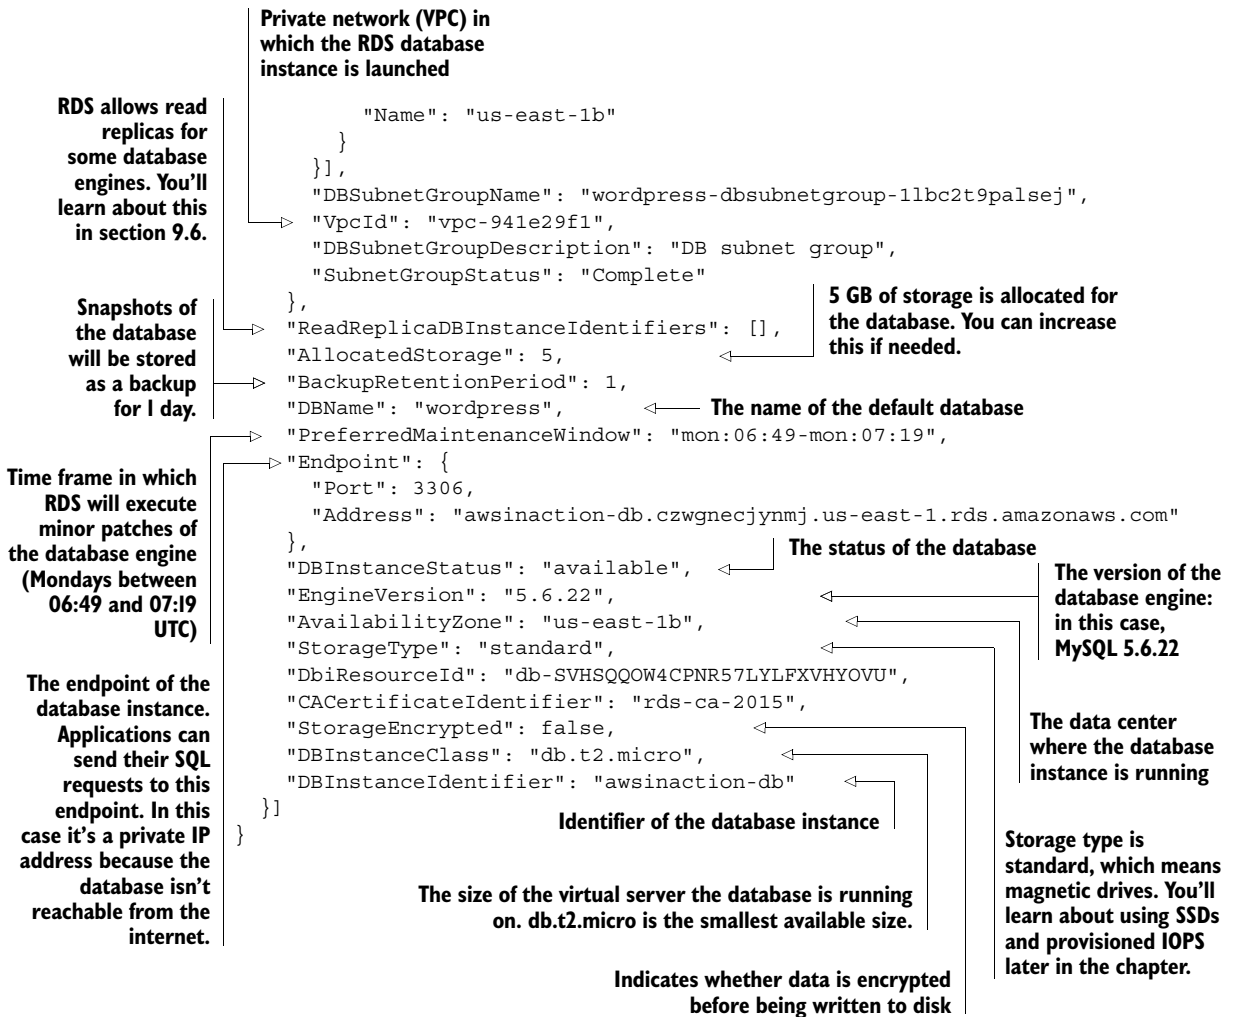 Private network (VPC) in
which the RDS database
instance is launched
RDS allows read
replicas for
some database
engines. You'll
learn about this
in section 9.6.
"Name": "us-east-1b"
}
}],
"DBSubnetGroupName": "wordpress-dbsubnetgroup-1lbc2t9palsej",
"VpcId": "vpc-941e29f1",
"DBSubnetGroupDescription": "DB subnet group",
"SubnetGroupStatus": "Complete"
},
Snapshots of
the database
will be stored
as a backup
for 1 day.
5 GB of storage is allocated for
the database. You can increase
this if needed.
"ReadReplicaDBInstanceIdentifiers": [],
"AllocatedStorage": 5,
"BackupRetentionPeriod": 1,
"DBName": "wordpress",
The name of the default database
"PreferredMaintenanceWindow": "mon:06:49-mon:07:19",
"Endpoint": {
"Port": 3306,
"Address": "awsinaction-db.czwgnecjynmj.us-east-1.rds.amazonaws.com"
},
Time frame in which
RDS will execute
minor patches of
the database engine
(Mondays between
06:49 and 07:19
UTC)
The status of the database
"DBInstanceStatus": "available",
"EngineVersion": "5.6.22",
"AvailabilityZone": "us-east-1b",
"StorageType": "standard",
"DbiResourceId": "db-SVHSQQOW4CPNR57LYLFXVHYOVU",
"CACertificateIdentifier": "rds-ca-2015",
"StorageEncrypted": false,
"DBInstanceClass": "db.t2.micro",
"DBInstanceIdentifier": "awsinaction-db"
}]
}
The version of the
database engine:
in this case,
MySQL 5.6.22
The endpoint of the
database instance.
Applications can
send their SQL
requests to this
endpoint. In this
case it's a private IP
address because the
database isn't
reachable from the
internet.
The data center
where the database
instance is running
Identifier of the database instance
Storage type is
standard, which means
magnetic drives. You'll
learn about using SSDs
and provisioned IOPS
later in the chapter.
The size of the virtual server the database is running
on. db.t2.micro is the smallest available size.
Indicates whether data is encrypted
before being written to disk